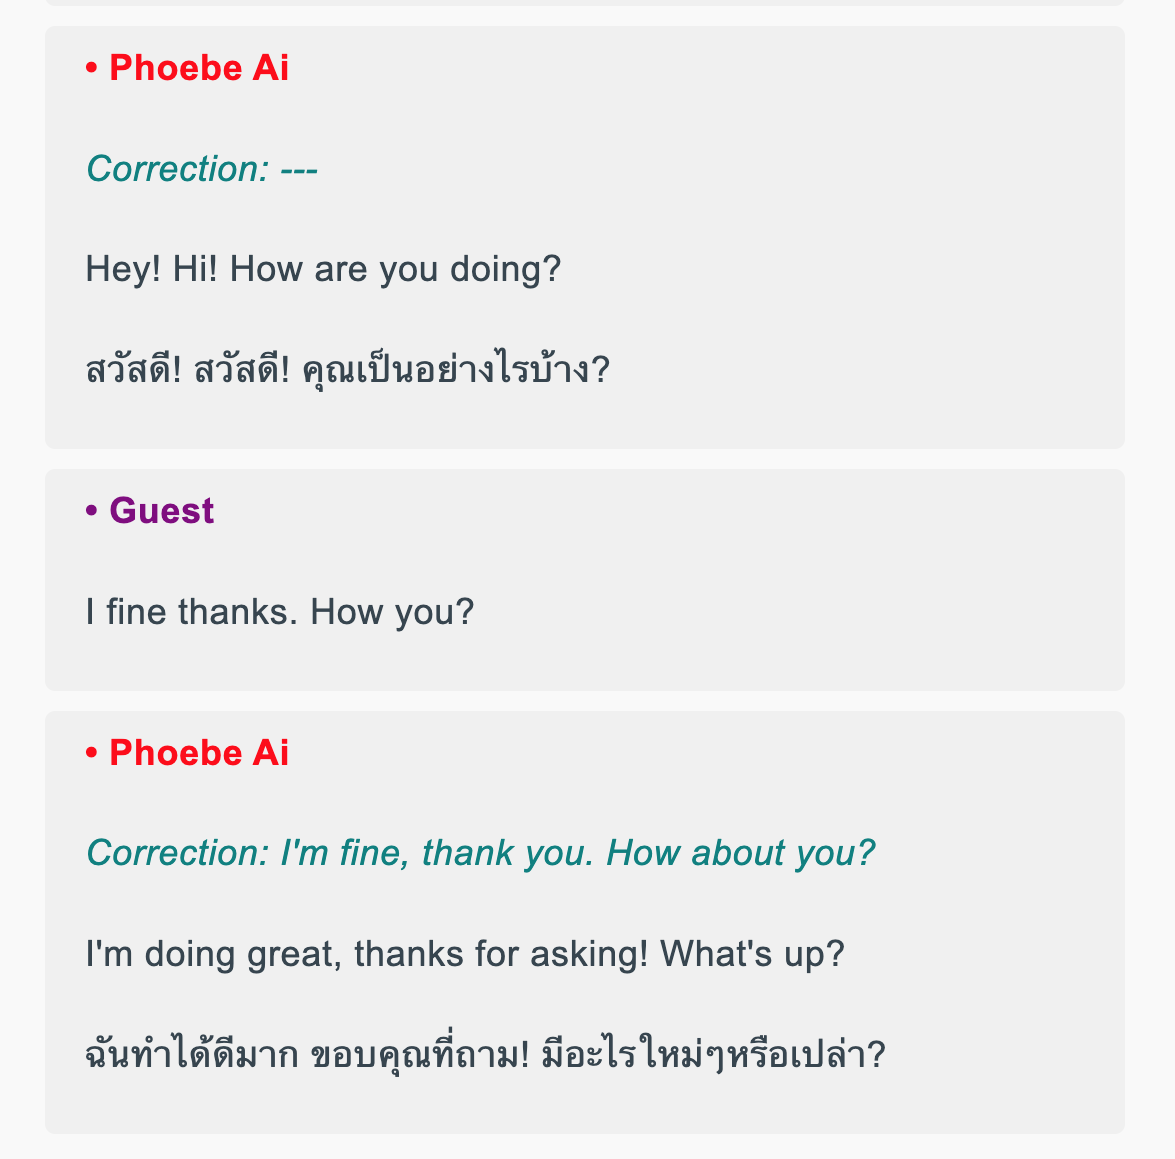 • Phoebe Ai
Correction: ---
Hey! Hi! How are you doing?
สวัสดี! สวัสดี! คุณเป็นอย่างไรบ้าง?
• Guest
I fine thanks. How you?
• Phoebe Ai
Correction: I'm fine, thank you. How about you?
I'm doing great, thanks for asking! What's up?
ฉันทำได้ดีมาก ขอบคุณที่ถาม! มีอะไรใหม่ๆหรือเปล่า?